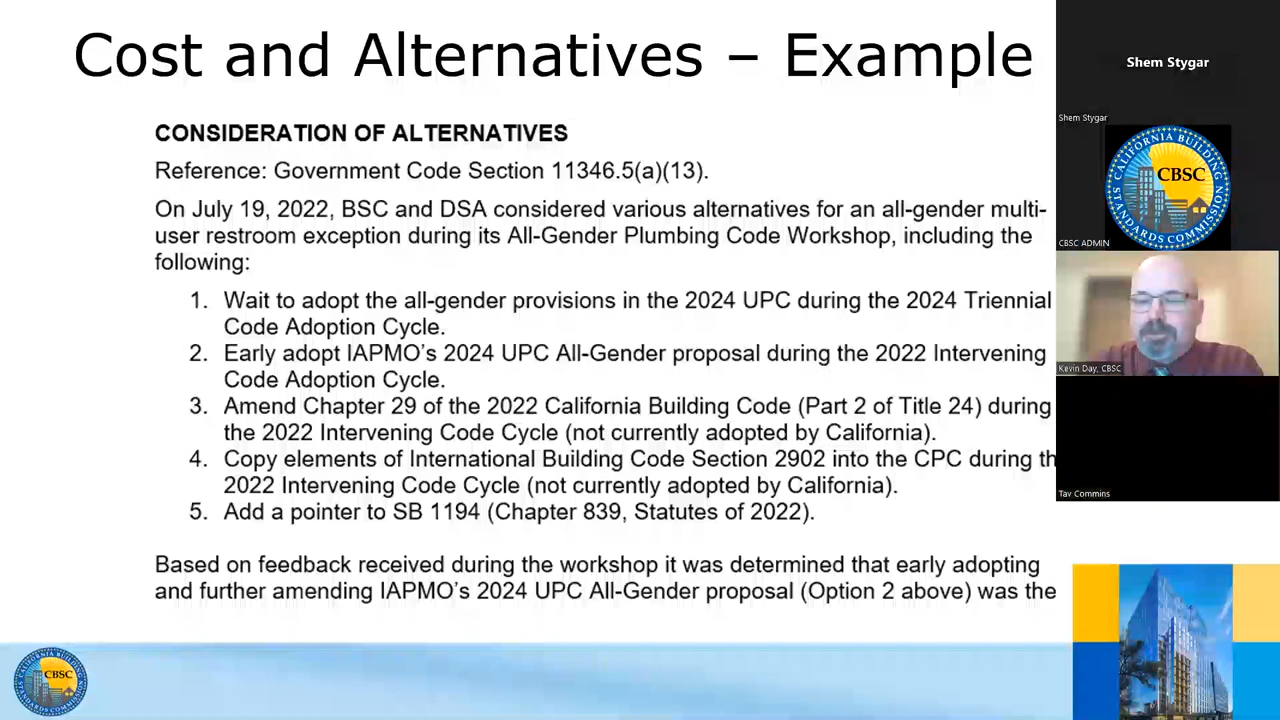 Cost and Alternatives – Example
CONSIDERATION OF ALTERNATIVES
Reference: Government Code Section 11346.5(a)(13).
On July 19, 2022, BSC and DSA considered various alternatives for an all-gender multi-
user restroom exception during its All-Gender Plumbing Code Workshop, including the
following:
1. Wait to adopt the all-gender provisions in the 2024 UPC during the 2024 Triennial
Code Adoption Cycle.
2. Early adopt IAPMO’s 2024 UPC All-Gender proposal during the 2022 Intervening
Code Adoption Cycle.
3. Amend Chapter 29 of the 2022 California Building Code (Part 2 of Title 24) during
the 2022 Intervening Code Cycle (not currently adopted by California).
4. Copy elements of International Building Code Section 2902 into the CPC during th
2022 Intervening Code Cycle (not currently adopted by California).
5. Add a pointer to SB 1194 (Chapter 839, Statutes of 2022).
Based on feedback received during the workshop it was determined that early adopting
and further amending IAPMO’s 2024 UPC All-Gender proposal (Option 2 above) was the
Shem Stygar
Shem Stygar
CALIFORNIA BUILDING
CBSC
STANDARDS COMMISSION
CBSC ADMIN
Kevin Day, CBSC
Tav Commins
CALIFORNIA BUILDING
CBSC
STANDARDS COMMISSION